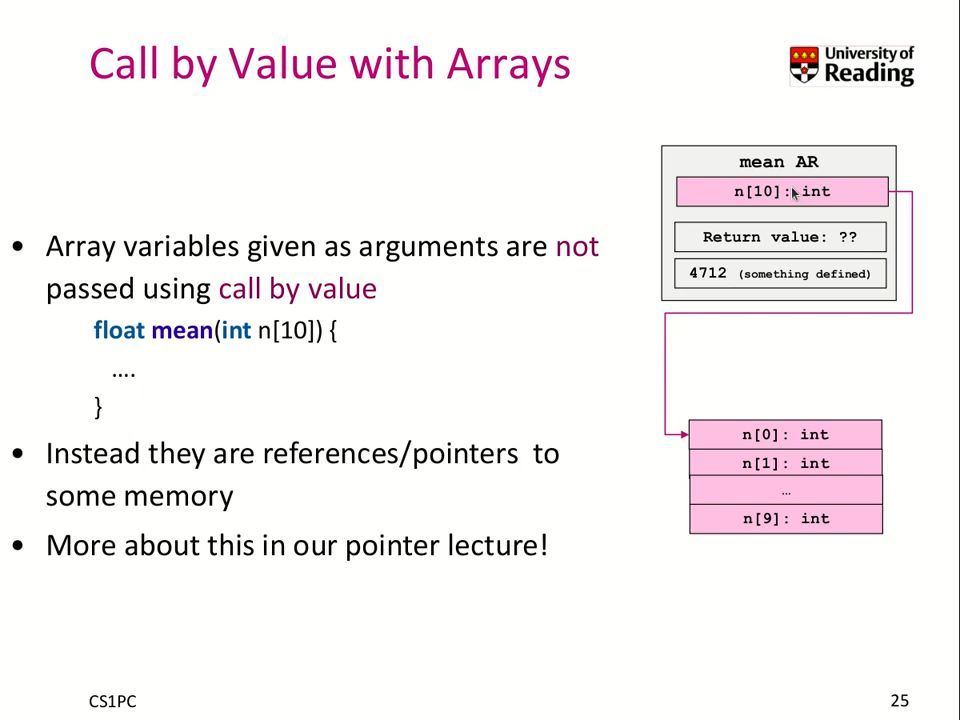 Call by Value with Arrays
University of
Reading
• Array variables given as arguments are not
passed using call by value
float mean(int n[10]) {
....
}
• Instead they are references/pointers to
some memory
• More about this in our pointer lecture!
mean AR
n[10]: int
Return value: ??
4712 (something defined)
n[0]: int
n[1]: int
…
n[9]: int
CS1PC
25